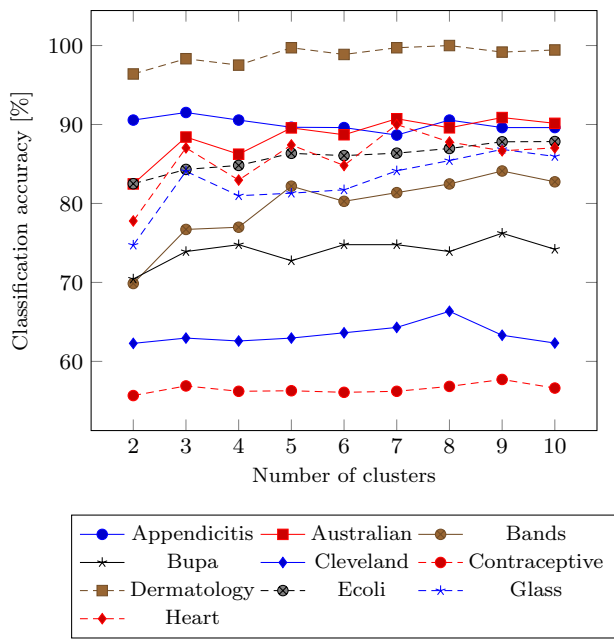 Classification accuracy [%]
100
90
80
70
60
2 3 4 5 6 7 8 9 10
Number of clusters
Appendicitis Australian Bands
Bupa Cleveland Contraceptive
Dermatology Ecoli Glass
Heart